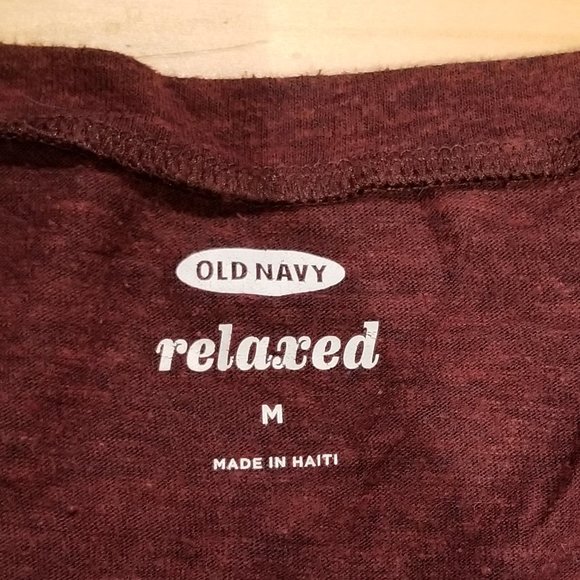 OLD NAVY
relaxed
M
MADE IN HAITI